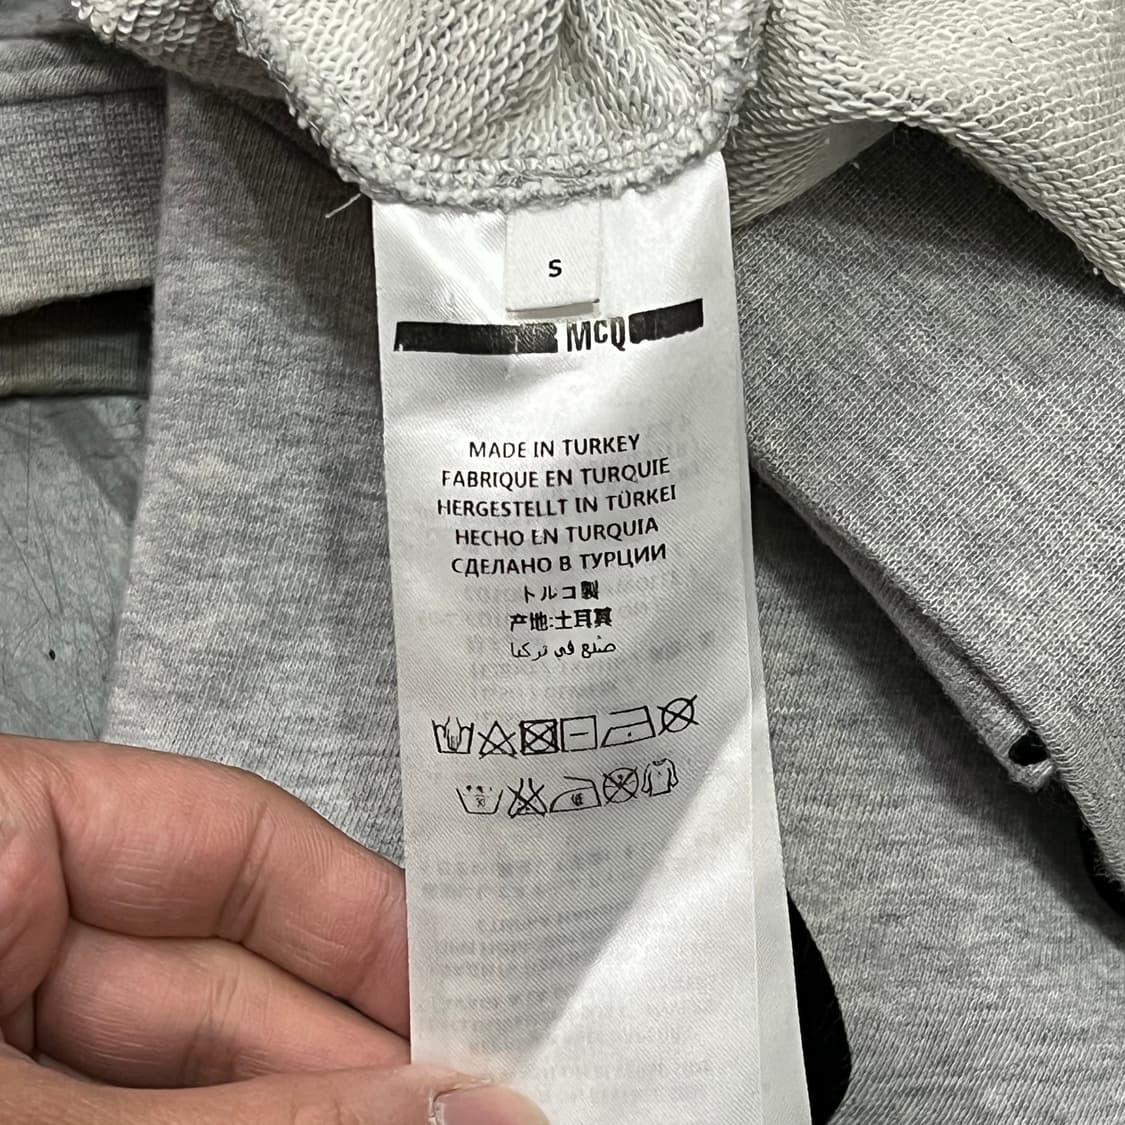 S
McQ
MADE IN TURKEY
FABRIQUE EN TURQUIE
HERGESTELLT IN TÜRKEI
HECHO EN TURQUIA
СДЕЛАНО В ТУРЦИИ
トルコ製
产地:土耳其
صنع في تركيا